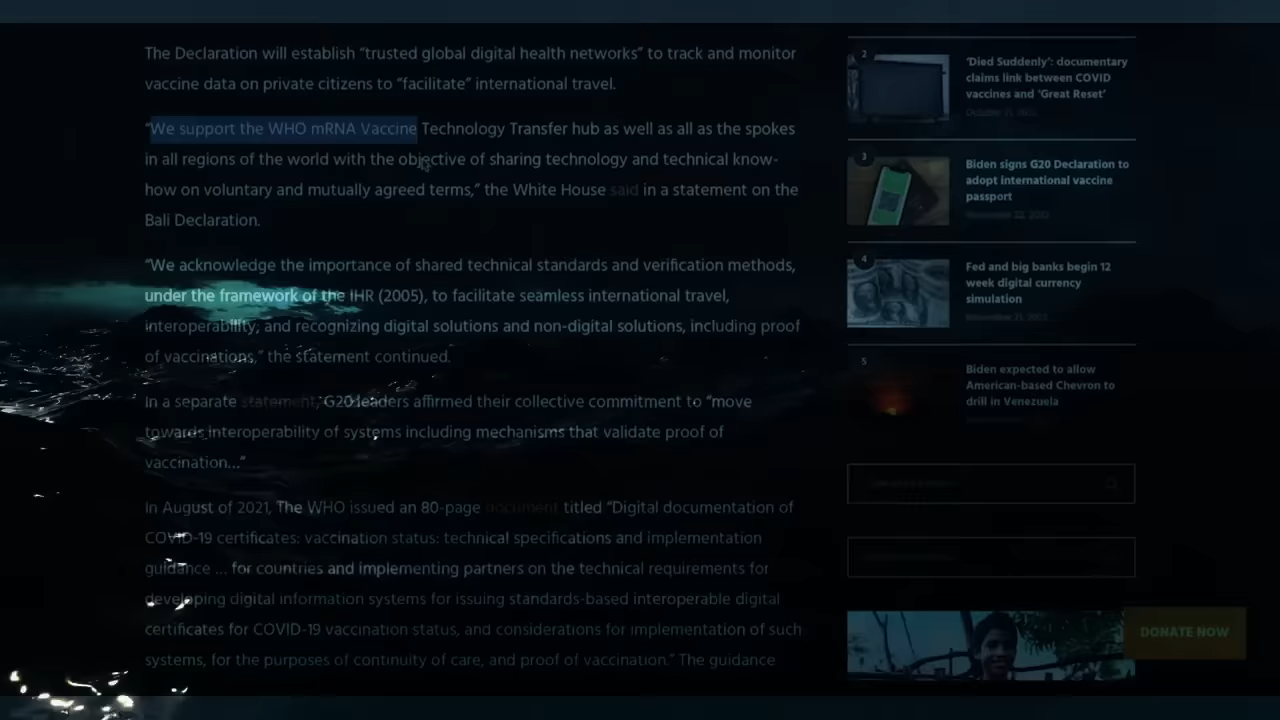 The Declaration will establish “trusted global digital health networks” to track and monitor
vaccine data on private citizens to “facilitate” international travel.
“We support the WHO mRNA Vaccine Technology Transfer hub as well as all as the spokes
in all regions of the world with the objective of sharing technology and technical know-
how on voluntary and mutually agreed terms,” the White House said in a statement on the
Bali Declaration.
“We acknowledge the importance of shared technical standards and verification methods,
under the framework of the IHR (2005), to facilitate seamless international travel,
interoperability, and recognizing digital solutions and non-digital solutions, including proof
of vaccinations,” the statement continued.
In a separate statement, G20 leaders affirmed their collective commitment to “move
towards interoperability of systems including mechanisms that validate proof of
vaccination...”
In August of 2021, The WHO issued an 80-page document titled “Digital documentation of
COVID-19 certificates: vaccination status: technical specifications and implementation
guidance ... for countries and implementing partners on the technical requirements for
developing digital information systems for issuing standards-based interoperable digital
certificates for COVID-19 vaccination status, and considerations for implementation of such
systems, for the purposes of continuity of care, and proof of vaccination.” The guidance
2
‘Died Suddenly’: documentary
claims link between COVID
vaccines and ‘Great Reset’
3
Biden signs G20 Declaration to
adopt international vaccine
passport
November 22, 2022
4
Fed and big banks begin 12
week digital currency
simulation
November 21, 2022
5
Biden expected to allow
American-based Chevron to
drill in Venezuela
DONATE NOW